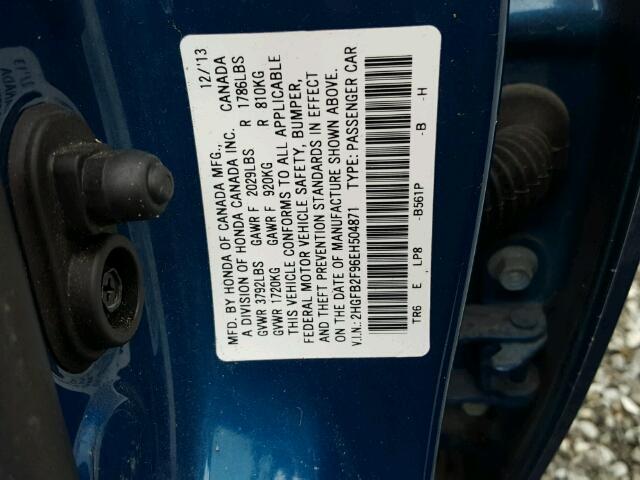 MFD. BY HONDA OF CANADA MFG., 12/'13
A DIVISION OF HONDA CANADA INC. CANADA
GVWR 3792LBS GAWR F 2029LBS R 1786LBS
GVWR 1720KG GAWR F 920KG R 810KG
THIS VEHICLE CONFORMS TO ALL APPLICABLE
FEDERAL MOTOR VEHICLE SAFETY, BUMPER,
AND THEFT PREVENTION STANDARDS IN EFFECT
ON THE DATE OF MANUFACTURE SHOWN ABOVE.
V.I.N.: 2HGFB2F96EH504871 TYPE: PASSENGER CAR
TR6 E LP8 -B561P -B -H